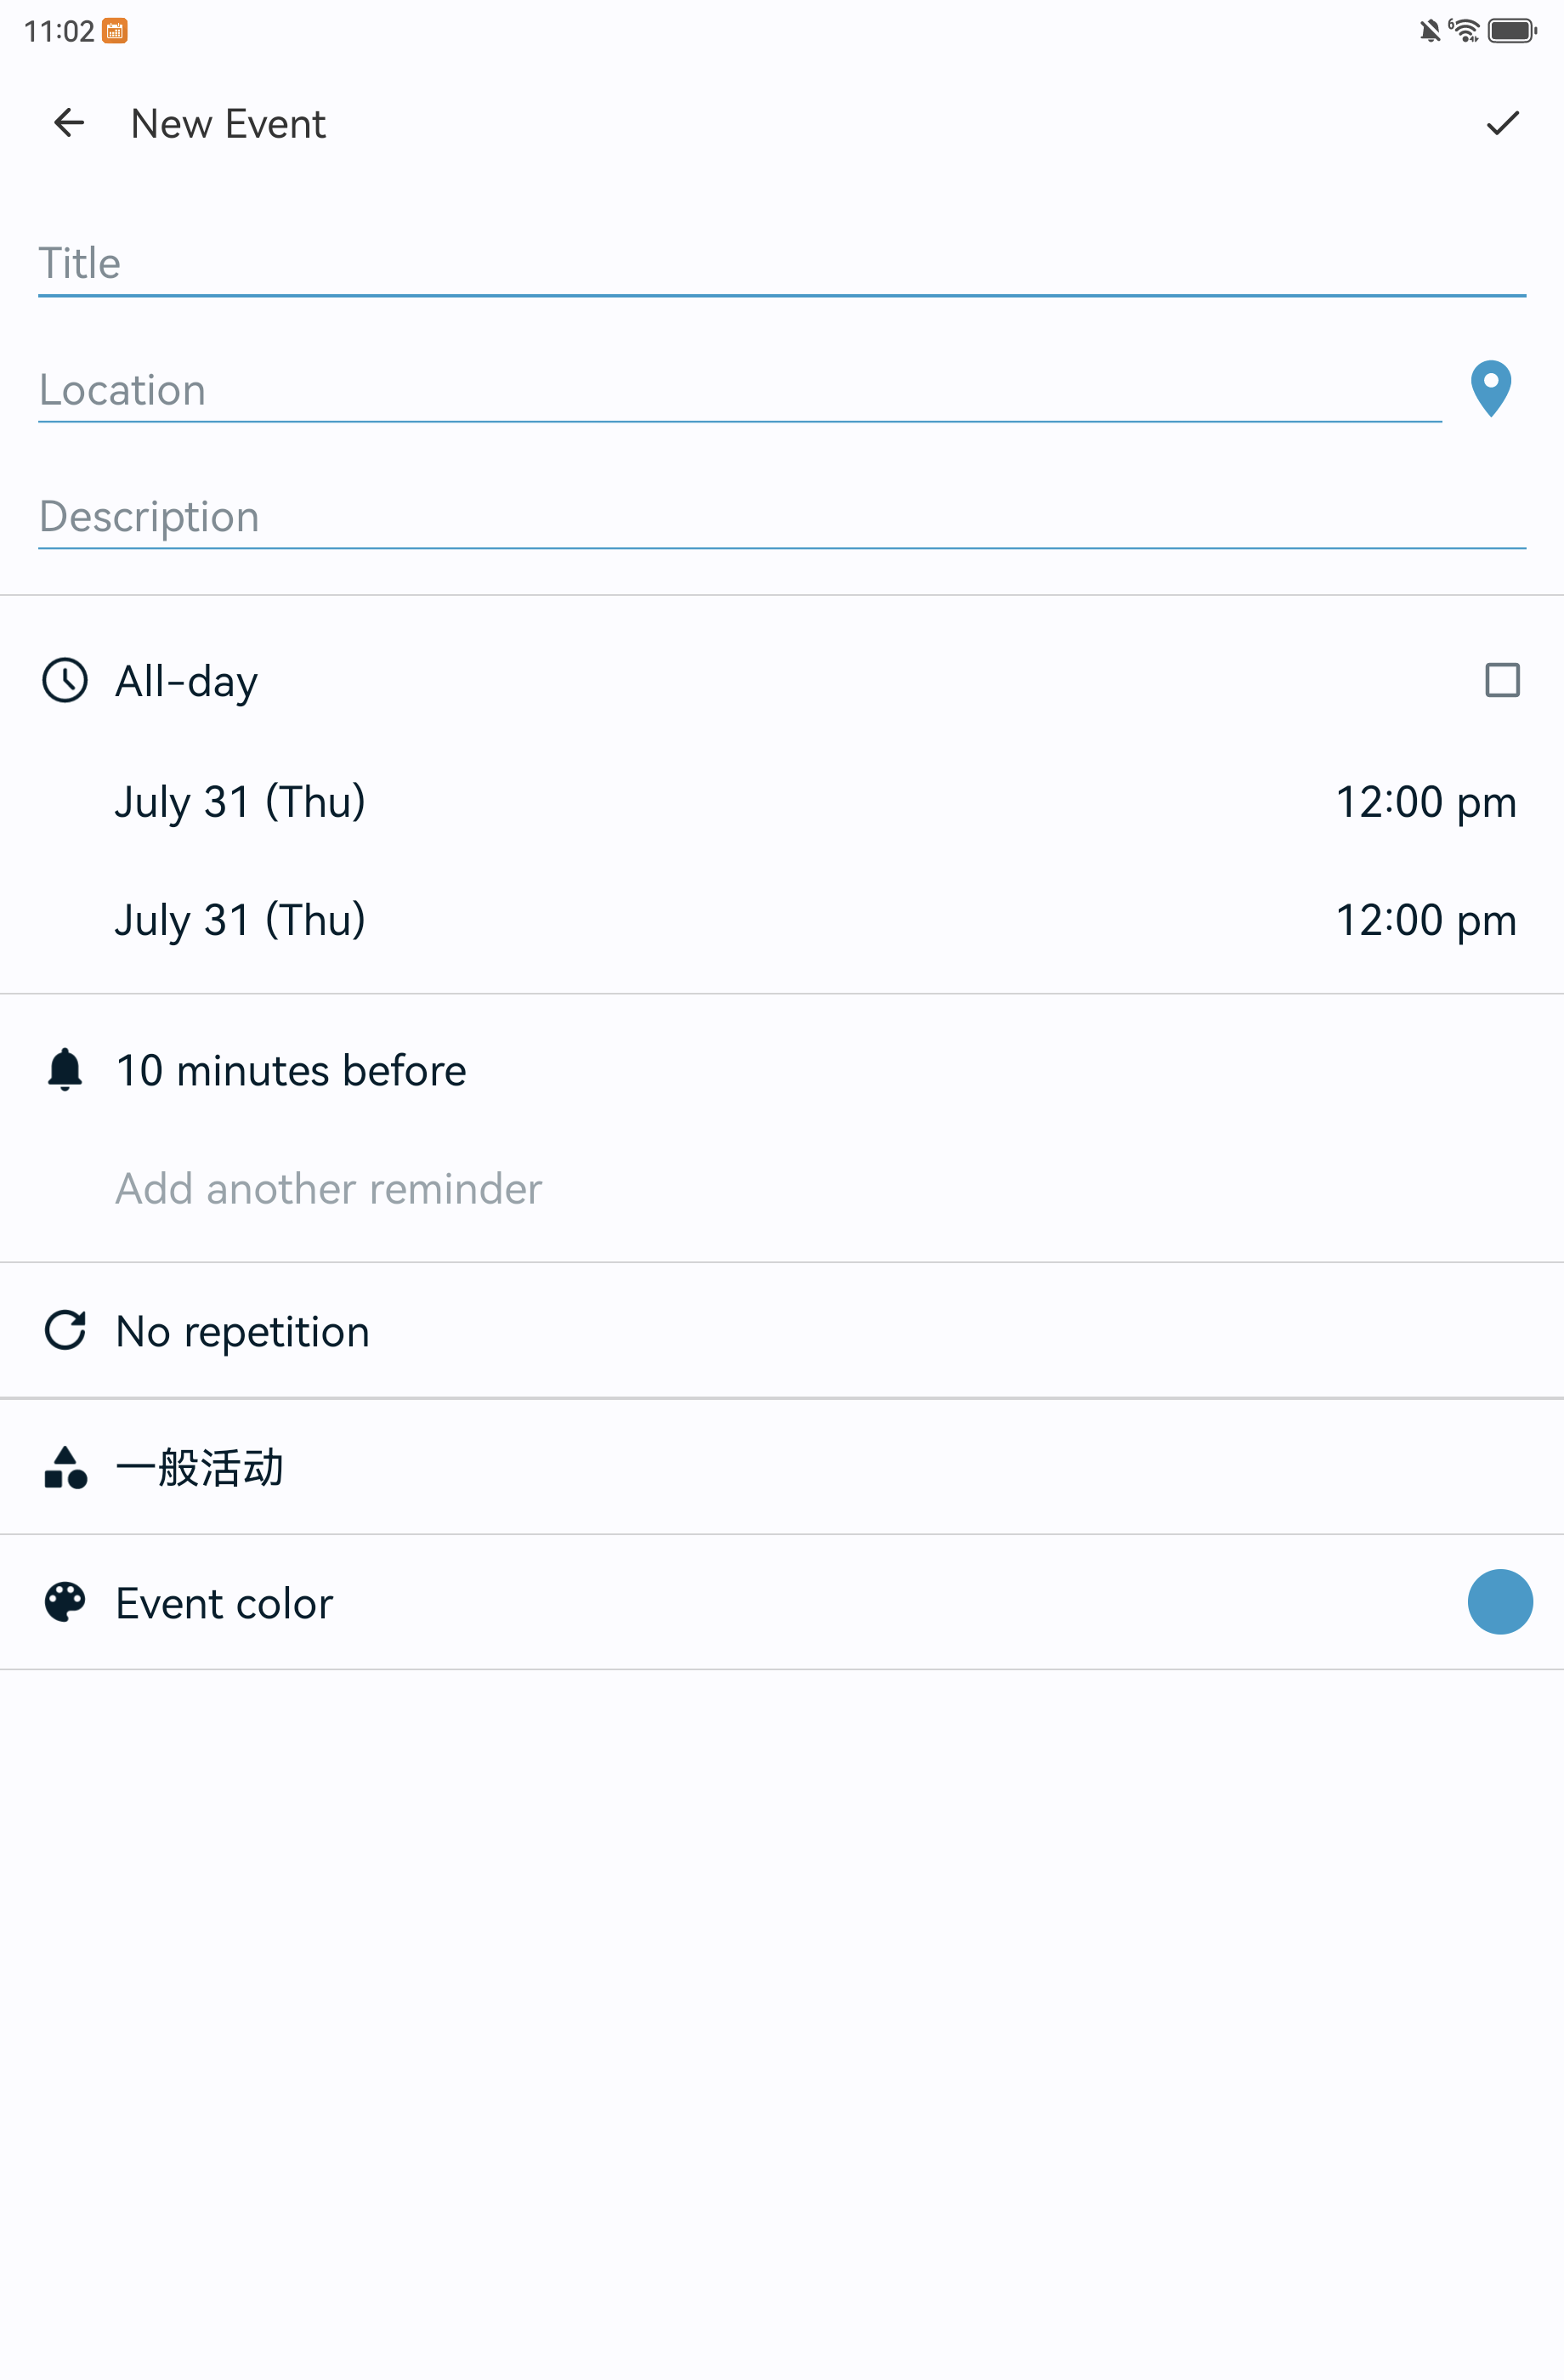 11:02
New Event
Title
Location
Description
All-day
July 31 (Thu) 12:00 pm
July 31 (Thu) 12:00 pm
10 minutes before
Add another reminder
No repetition
一般活动
Event color